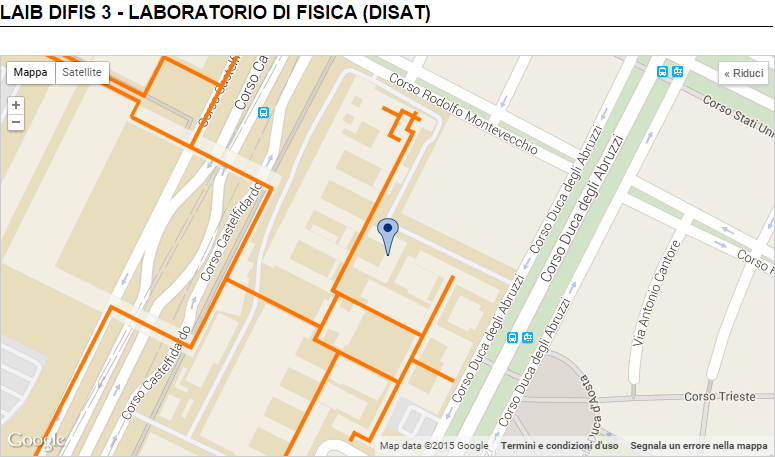 LAIB DIFIS 3 - LABORATORIO DI FISICA (DISAT)
Mappa
Satellite
« Riduci
+
−
Corso Castelfidardo
Corso Castelfidardo
Corso Rodolfo Montevecchio
Corso Stati Uni
Corso Duca degli Abruzzi
Corso Duca degli Abruzzi
Corso Castelfidardo
Corso R
Via Antonio Cantore
Corso Castelfidardo
Corso Duca degli Abruzzi
Corso Duca degli Abruzzi
Corso Trieste
Duca d'Aosta
Google
Map data ©2015 Google
Termini e condizioni d'uso
Segnala un errore nella mappa